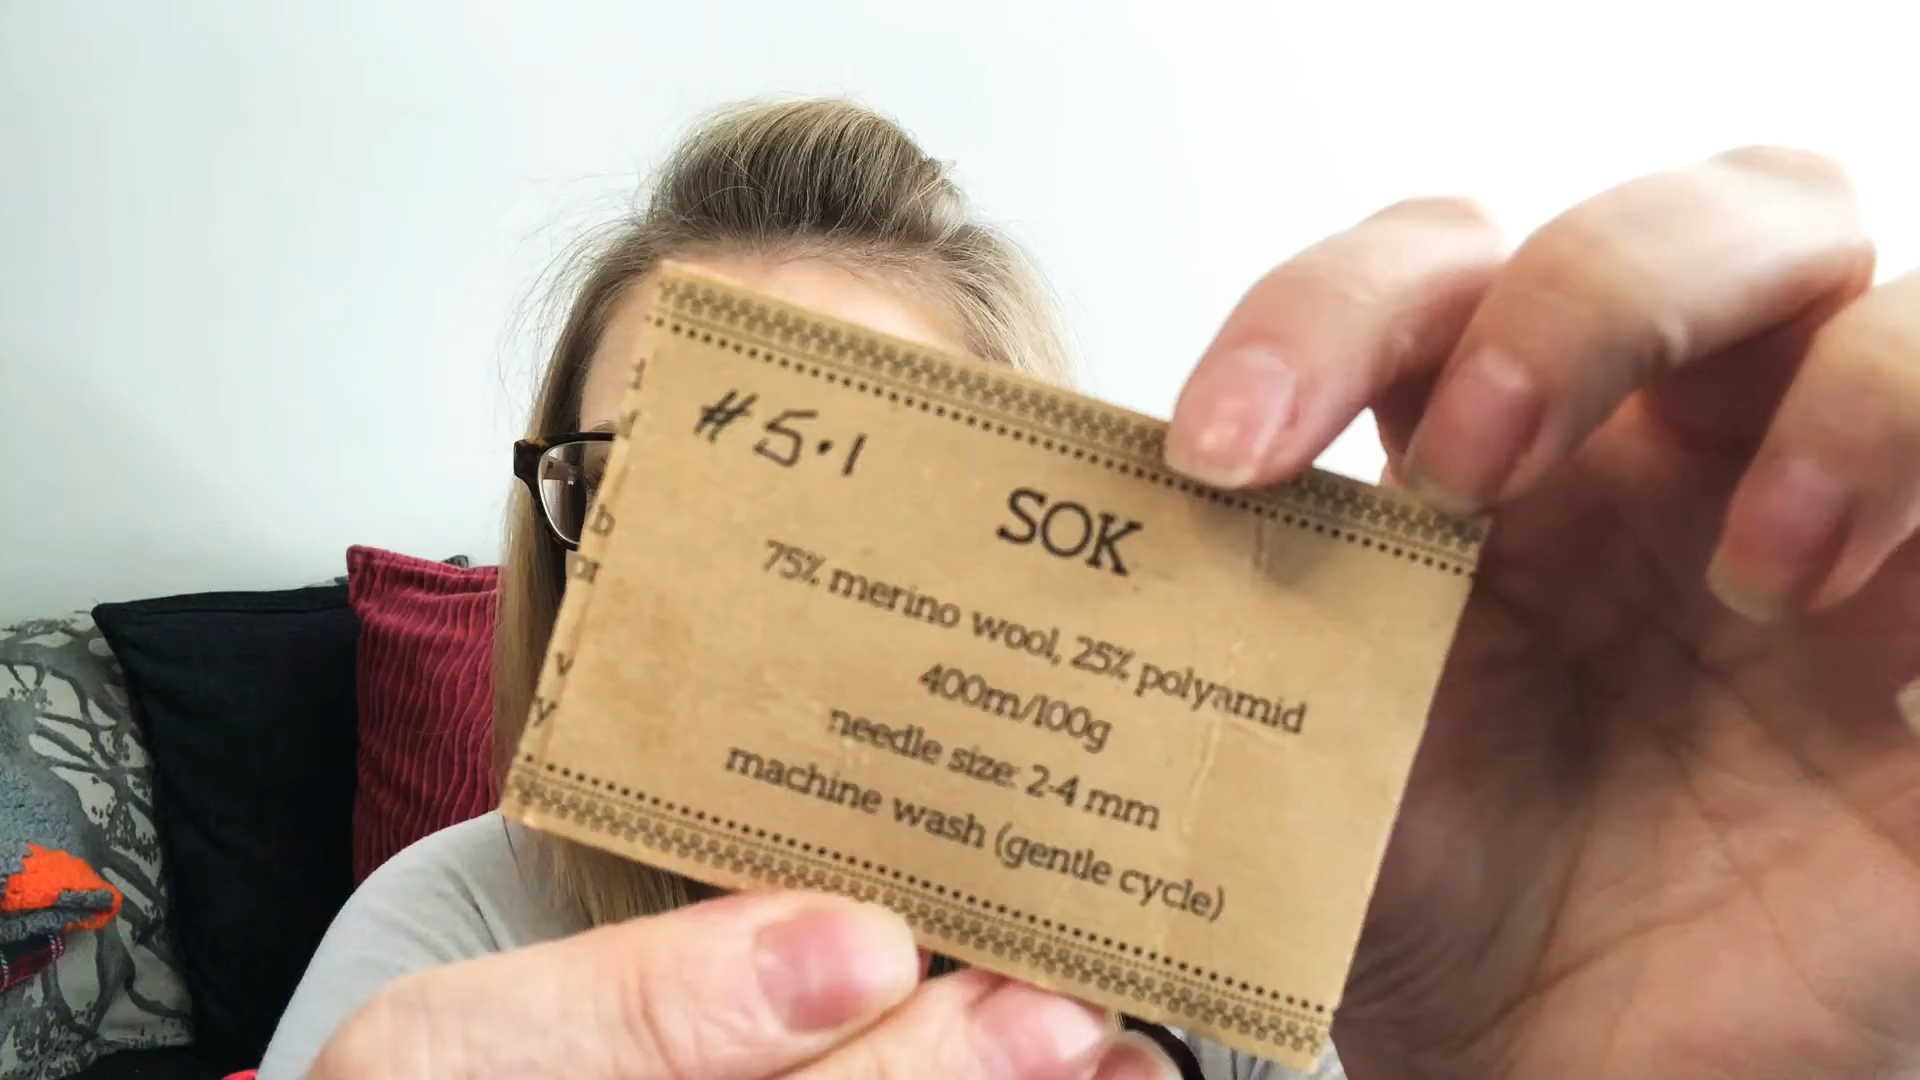 #5.1
SOK
75% merino wool, 25% polyamid
400m/100g
needle size: 2-4 mm
machine wash (gentle cycle)